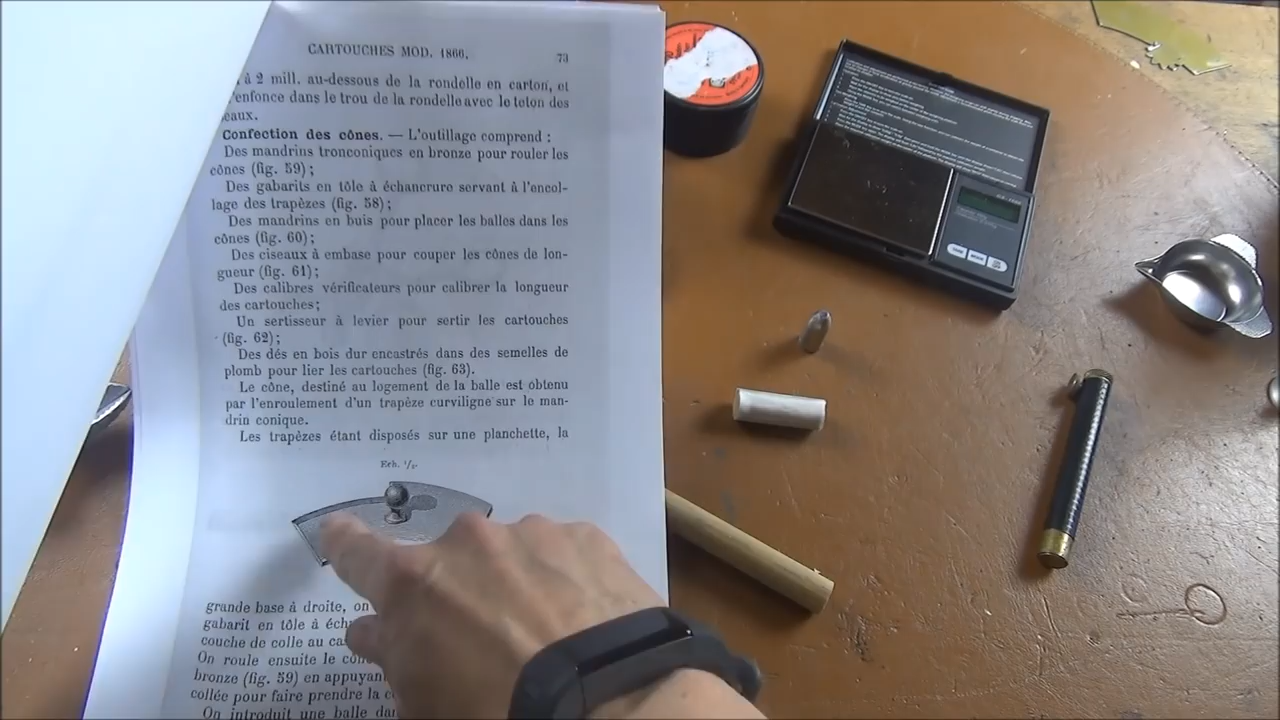 CARTOUCHES MOD. 1866. 73
à 2 mill. au-dessous de la rondelle en carton, et
enfonce dans le trou de la rondelle avec le teton des
eaux.
Confection des cônes. — L'outillage comprend :
Des mandrins tronconiques en bronze pour rouler les
cônes (fig. 59);
Des gabarits en tôle à échancrure servant à l'encol-
lage des trapèzes (fig. 58);
Des mandrins en buis pour placer les balles dans les
cônes (fig. 60);
Des ciseaux à embase pour couper les cônes de lon-
gueur (fig. 61);
Des calibres vérificateurs pour calibrer la longueur
des cartouches;
Un sertisseur à levier pour sertir les cartouches
(fig. 62);
Des dés en bois dur encastrés dans des semelles de
plomb pour lier les cartouches (fig. 63).
Le cône, destiné au logement de la balle est obtenu
par l'enroulement d'un trapèze curviligne sur le man-
drin conique.
Les trapèzes étant disposés sur une planchette, la
Ech.
grande base à droite, on
gabarit en tôle à
couche de colle au
On roule ensuite le
bronze (fig. 59) en appuyant
collée pour faire prendre la
On introduit une balle